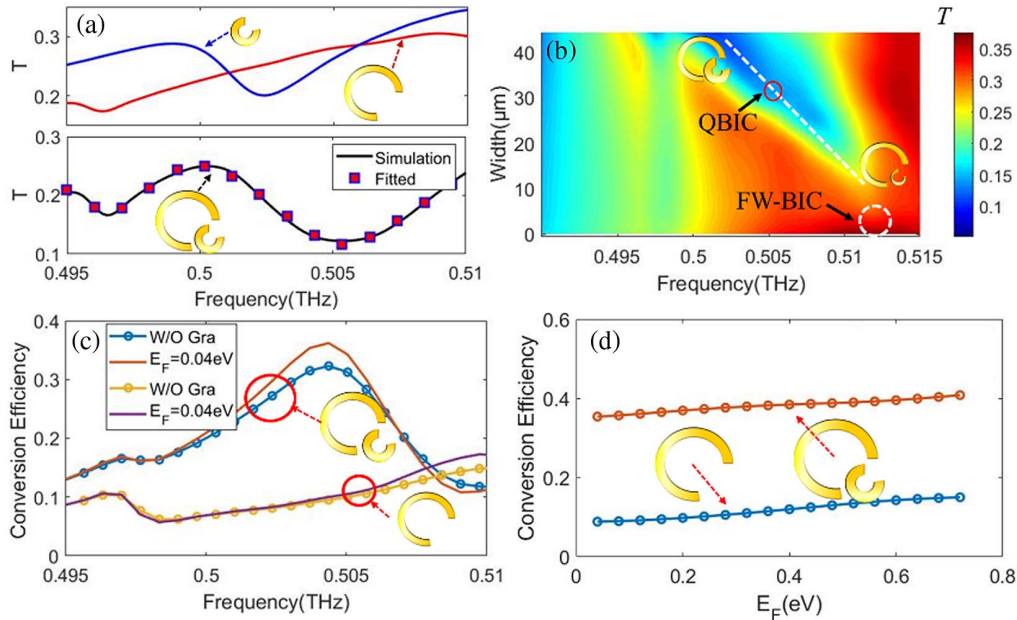 (a)
0.3
0.2
T
0.3
0.2
0.1
T
Simulation
Fitted
0.495
0.5
0.505
0.51
Frequency(THz)
(b)
T
40
30
20
10
0
Width(μm)
QBIC
FW-BIC
0.495
0.5
0.505
0.51
0.515
Frequency(THz)
0.35
0.3
0.25
0.2
0.15
0.1
(c)
0.4
0.3
0.2
0.1
0
Conversion Efficiency
W/O Gra
E_F=0.04eV
W/O Gra
E_F=0.04eV
0.495
0.5
0.505
0.51
Frequency(THz)
(d)
0.6
0.4
0.2
0
Conversion Efficiency
0
0.2
0.4
0.6
0.8
E_F(eV)